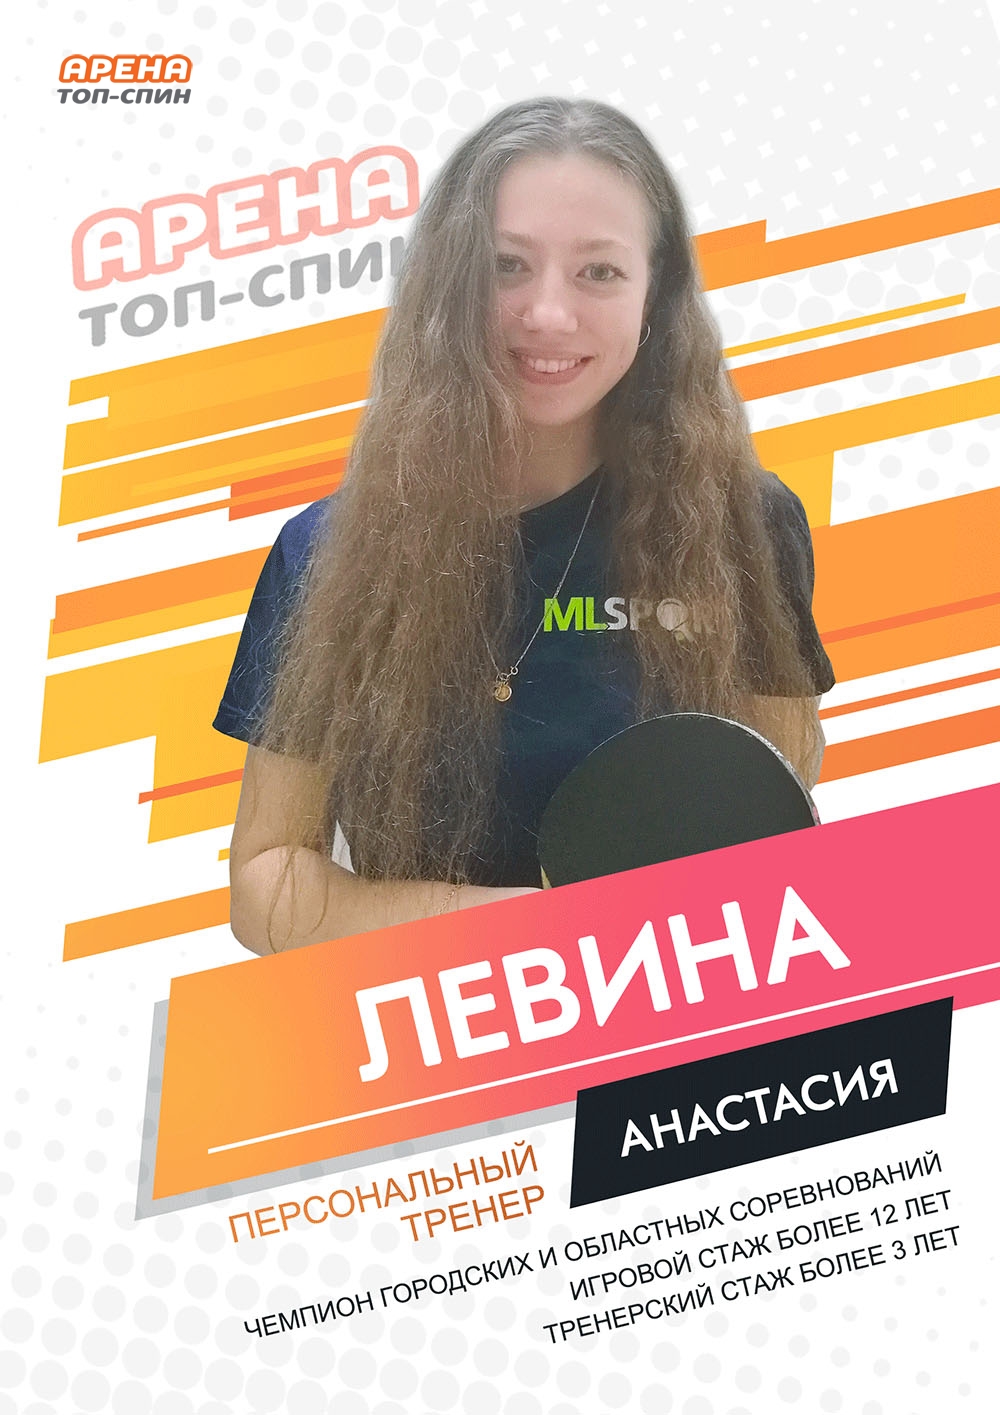 АРЕНА
ТОП-СПИН
АРЕНА
ТОП-СПИН
MLSPORT
ЛЕВИНА
АНАСТАСИЯ
ПЕРСОНАЛЬНЫЙ
ТРЕНЕР
ЧЕМПИОН ГОРОДСКИХ И ОБЛАСТНЫХ СОРЕВНОВАНИЙ
ИГРОВОЙ СТАЖ БОЛЕЕ 12 ЛЕТ
ТРЕНЕРСКИЙ СТАЖ БОЛЕЕ 3 ЛЕТ